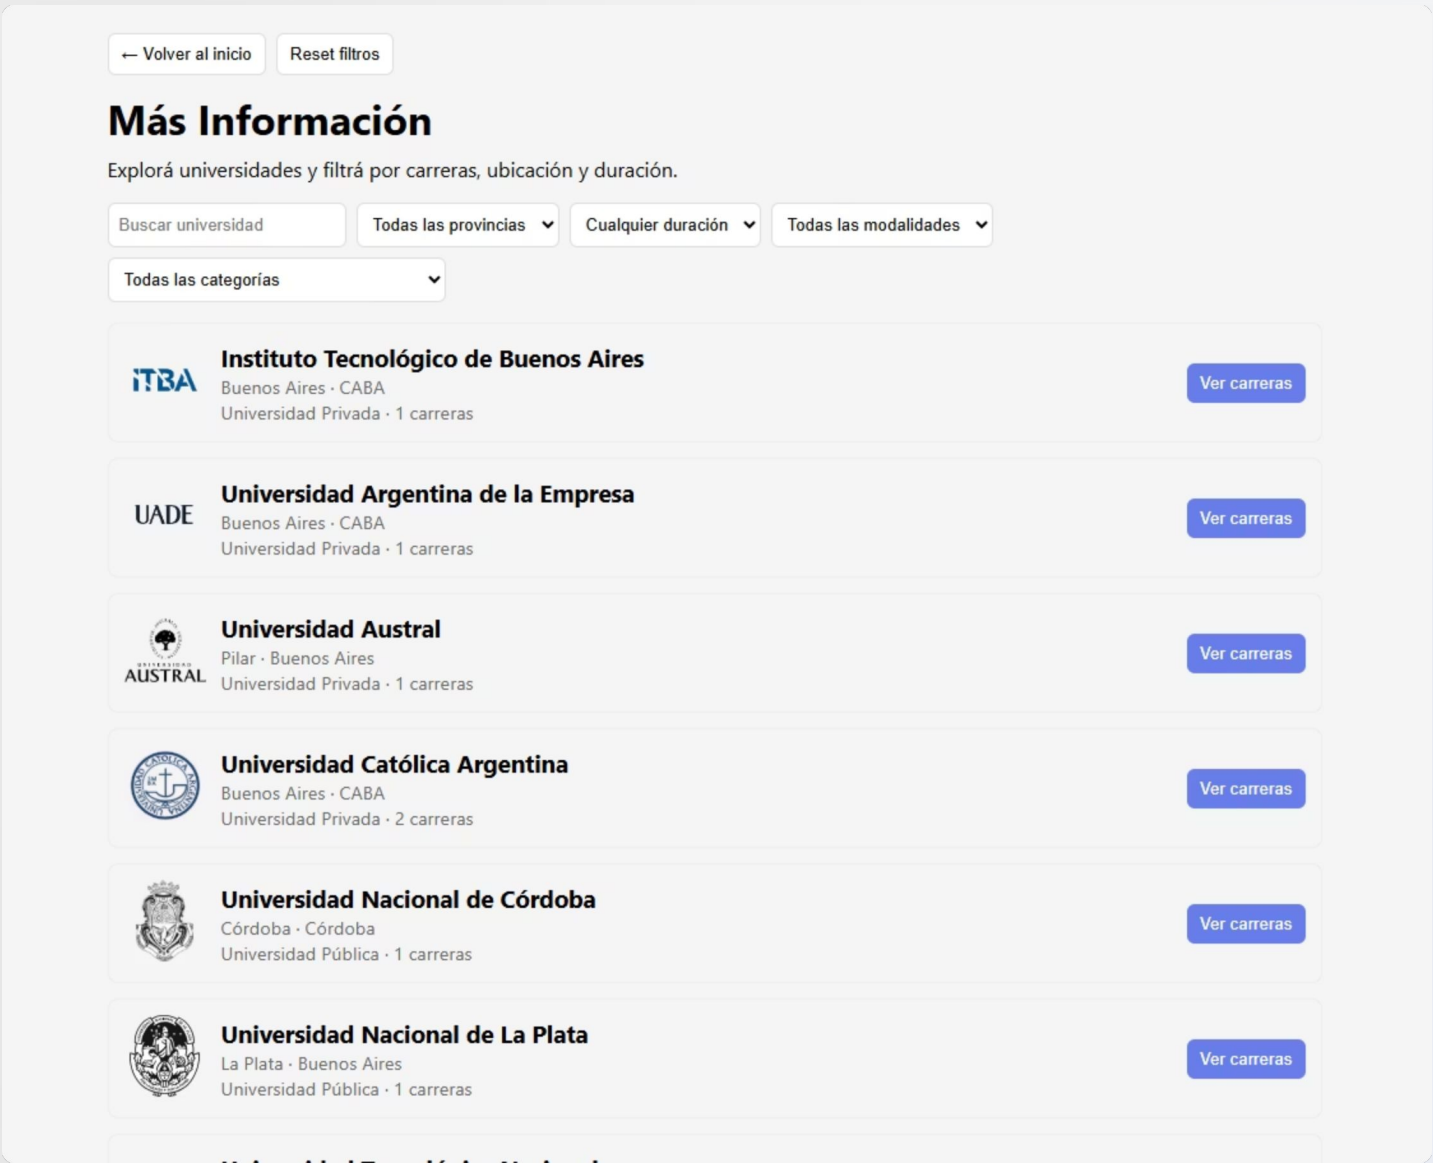 ← Volver al inicio
Reset filtros
Más Información
Explorá universidades y filtrá por carreras, ubicación y duración.
Buscar universidad
Todas las provincias
Cualquier duración
Todas las modalidades
Todas las categorías
ITBA
Instituto Tecnológico de Buenos Aires
Buenos Aires · CABA
Universidad Privada · 1 carreras
Ver carreras
UADE
Universidad Argentina de la Empresa
Buenos Aires · CABA
Universidad Privada · 1 carreras
Ver carreras
UNIVERSIDAD
AUSTRAL
Universidad Austral
Pilar · Buenos Aires
Universidad Privada · 1 carreras
Ver carreras
Universidad Católica Argentina
Buenos Aires · CABA
Universidad Privada · 2 carreras
Ver carreras
Universidad Nacional de Córdoba
Córdoba · Córdoba
Universidad Pública · 1 carreras
Ver carreras
Universidad Nacional de La Plata
La Plata · Buenos Aires
Universidad Pública · 1 carreras
Ver carreras